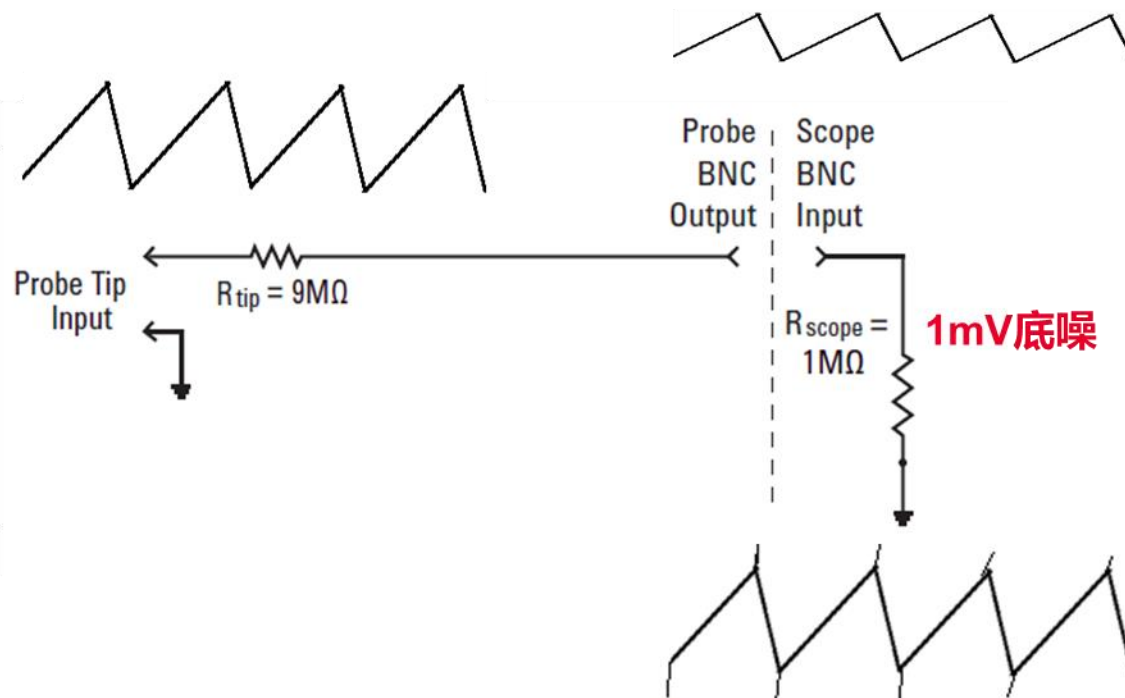 Probe
BNC
Output
Scope
BNC
Input
Probe Tip
Input
Rtip = 9MΩ
Rscope =
1MΩ
1mV底噪